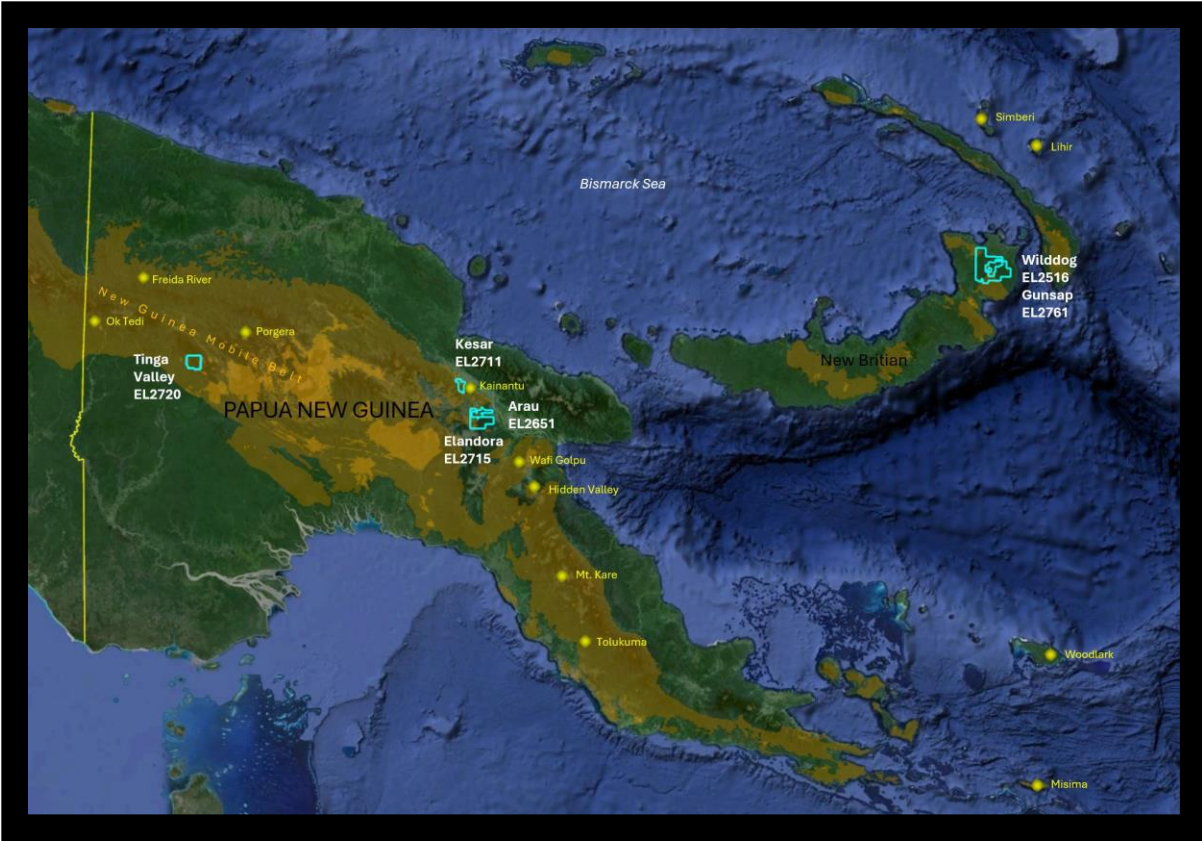 Simberi
Lihir
Bismarck Sea
Wilddog
EL2516
Gunsap
EL2761
Freida River
New Guinea Mobile Belt
Ok Tedi
Porgera
Tinga
Valley
EL2720
Kesar
EL2711
Kainantu
New Britian
PAPUA NEW GUINEA
Arau
EL2651
Elandora
EL2715
Wafi Golpu
Hidden Valley
Mt. Kare
Tolukuma
Woodlark
Misima